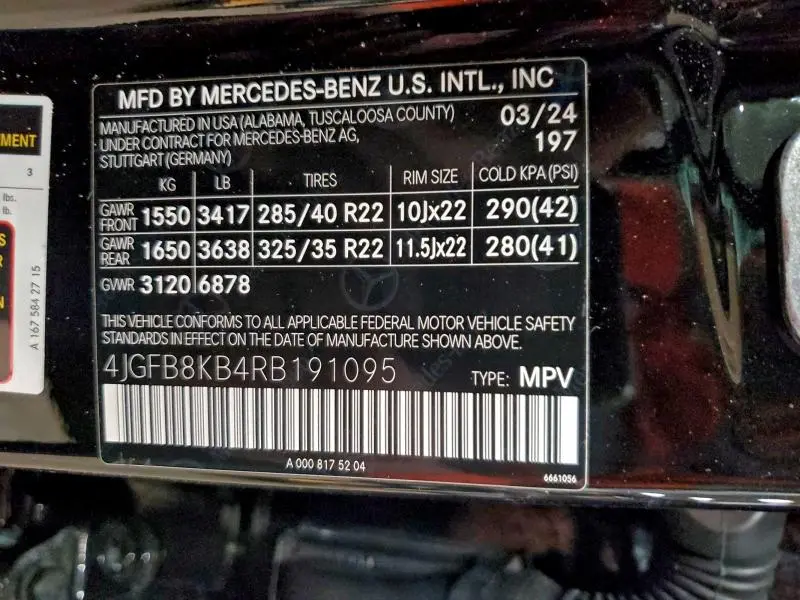 MFD BY MERCEDES-BENZ U.S. INTL., INC
MANUFACTURED IN USA (ALABAMA, TUSCALOOSA COUNTY) 03/24
UNDER CONTRACT FOR MERCEDES-BENZ AG, 197
STUTTGART (GERMANY)
KG LB TIRES RIM SIZE COLD KPA (PSI)
GAWR FRONT 1550 3417 285/40 R22 10Jx22 290(42)
GAWR REAR 1650 3638 325/35 R22 11.5Jx22 280(41)
GVWR 3120 6878
THIS VEHICLE CONFORMS TO ALL APPLICABLE FEDERAL MOTOR VEHICLE SAFETY
STANDARDS IN EFFECT ON THE DATE OF MANUFACTURE SHOWN ABOVE.
4JGFB8KB4RB191095 TYPE: MPV
A 000 817 52 04
6661056
3
lbs.
lb.
A 167 584 27 15